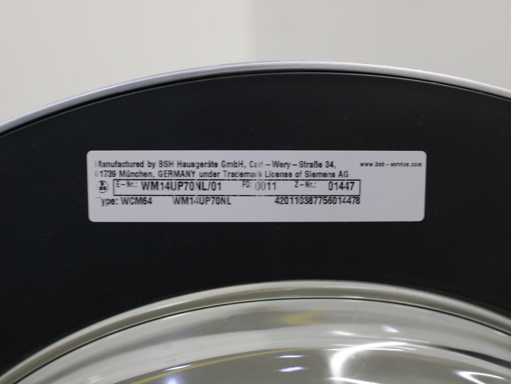 Manufactured by BSH Hausgeräte GmbH, Carl-Wery-Straße 34, www.bsh-service.com
81739 München, GERMANY under Trademark License of Siemens AG
E-Nr.: WM14UP70NL/01 FD: 0011 Z-Nr.: 01447
Type: WCM64 WM14UP70NL 420110387756014478